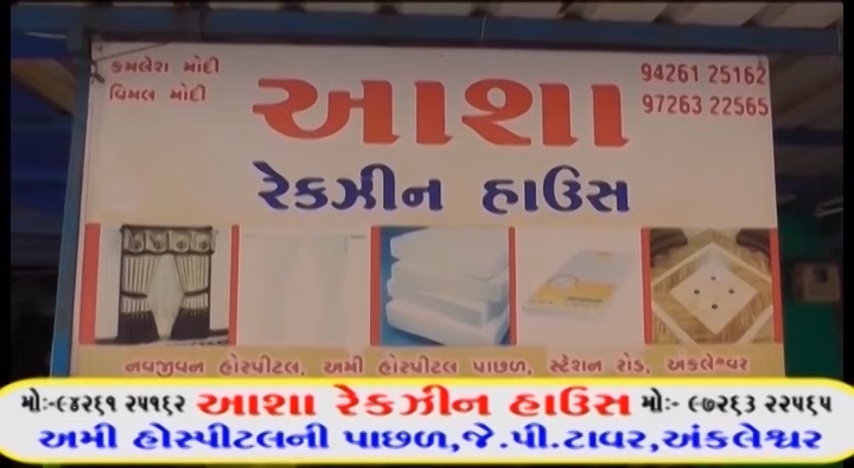 કમલેશ મોદી
વિમલ મોદી
94261 25162
97263 22565
આશા
રેકઝીન હાઉસ
નવજીવન હોસ્પીટલ, અમી હોસ્પીટલ પાછળ, સ્ટેશન રોડ, અંકલેશ્વર
મોઃ-૯૪૨૬૧ ૨૫૧૬૨ આશા રેકઝીન હાઉસ મોઃ- ૯૭૨૬૩ ૨૨૫૬૫
અમી હોસ્પીટલની પાછળ,જે.પી.ટાવર,અંકલેશ્વર